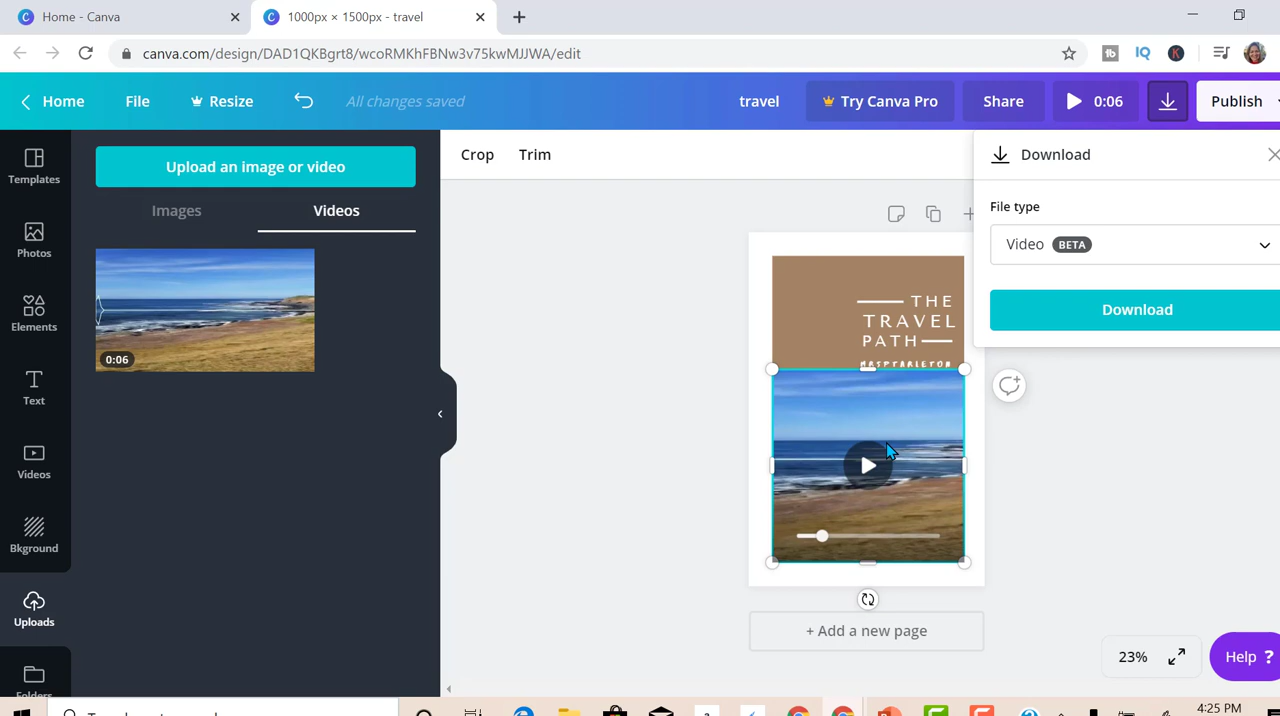 Home - Canva
1000px × 1500px - travel
canva.com/design/DAD1QKBgrt8/wcoRMKhFBNw3v75kwMJJWA/edit
Home
File
Resize
All changes saved
travel
Try Canva Pro
Share
0:06
Publish
Templates
Photos
Elements
Text
Videos
Bkground
Uploads
Folders
Upload an image or video
Images
Videos
0:06
Crop
Trim
THE
TRAVEL
PATH
Download
File type
Video BETA
Download
+ Add a new page
23%
Help ?
4:25 PM